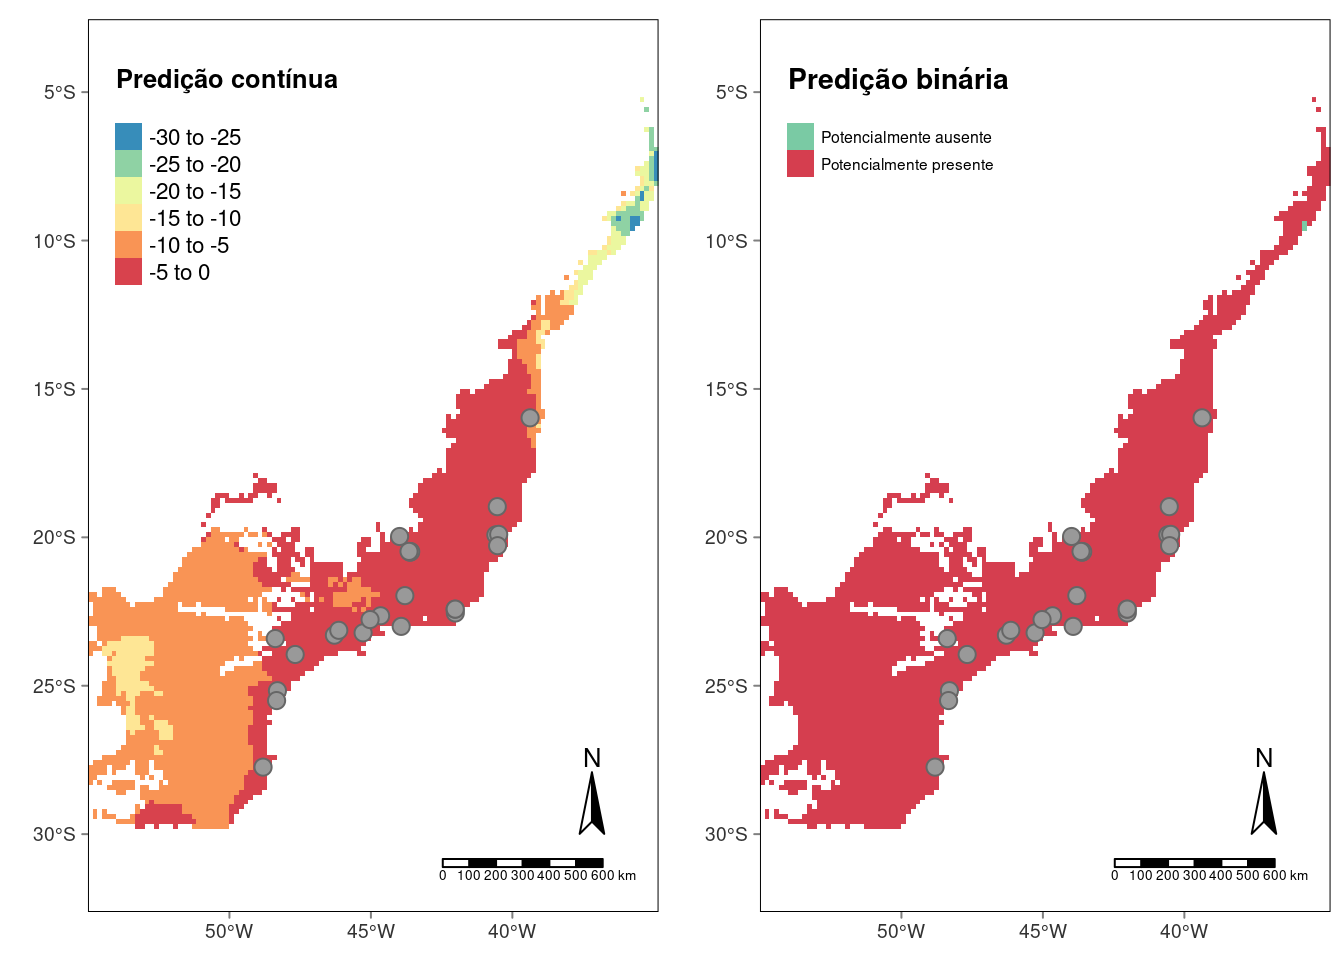 Predição contínua
-30 to -25
-25 to -20
-20 to -15
-15 to -10
-10 to -5
-5 to 0
5°S
10°S
15°S
20°S
25°S
30°S
N
0 100 200 300 400 500 600 km
50°W 45°W 40°W
Predição binária
Potencialmente ausente
Potencialmente presente
5°S
10°S
15°S
20°S
25°S
30°S
N
0 100 200 300 400 500 600 km
50°W 45°W 40°W